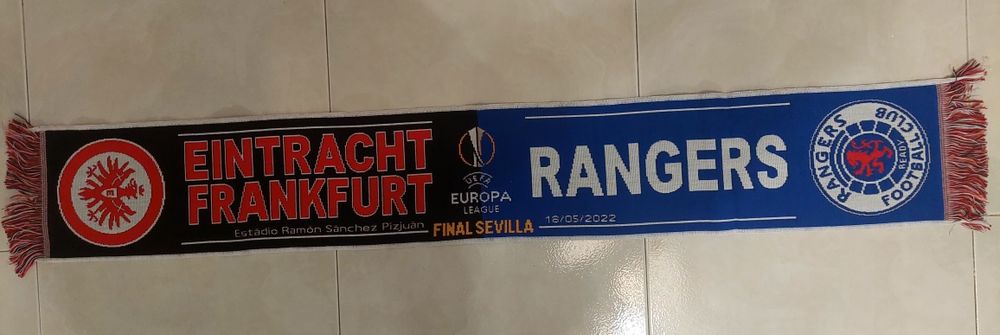 EINTRACHT
FRANKFURT
Estádio Ramón Sánchez Pizjuán
UEFA
EUROPA
LEAGUE
FINAL SEVILLA
RANGERS
18/05/2022
RANGERS
FOOTBALL CLUB
READY